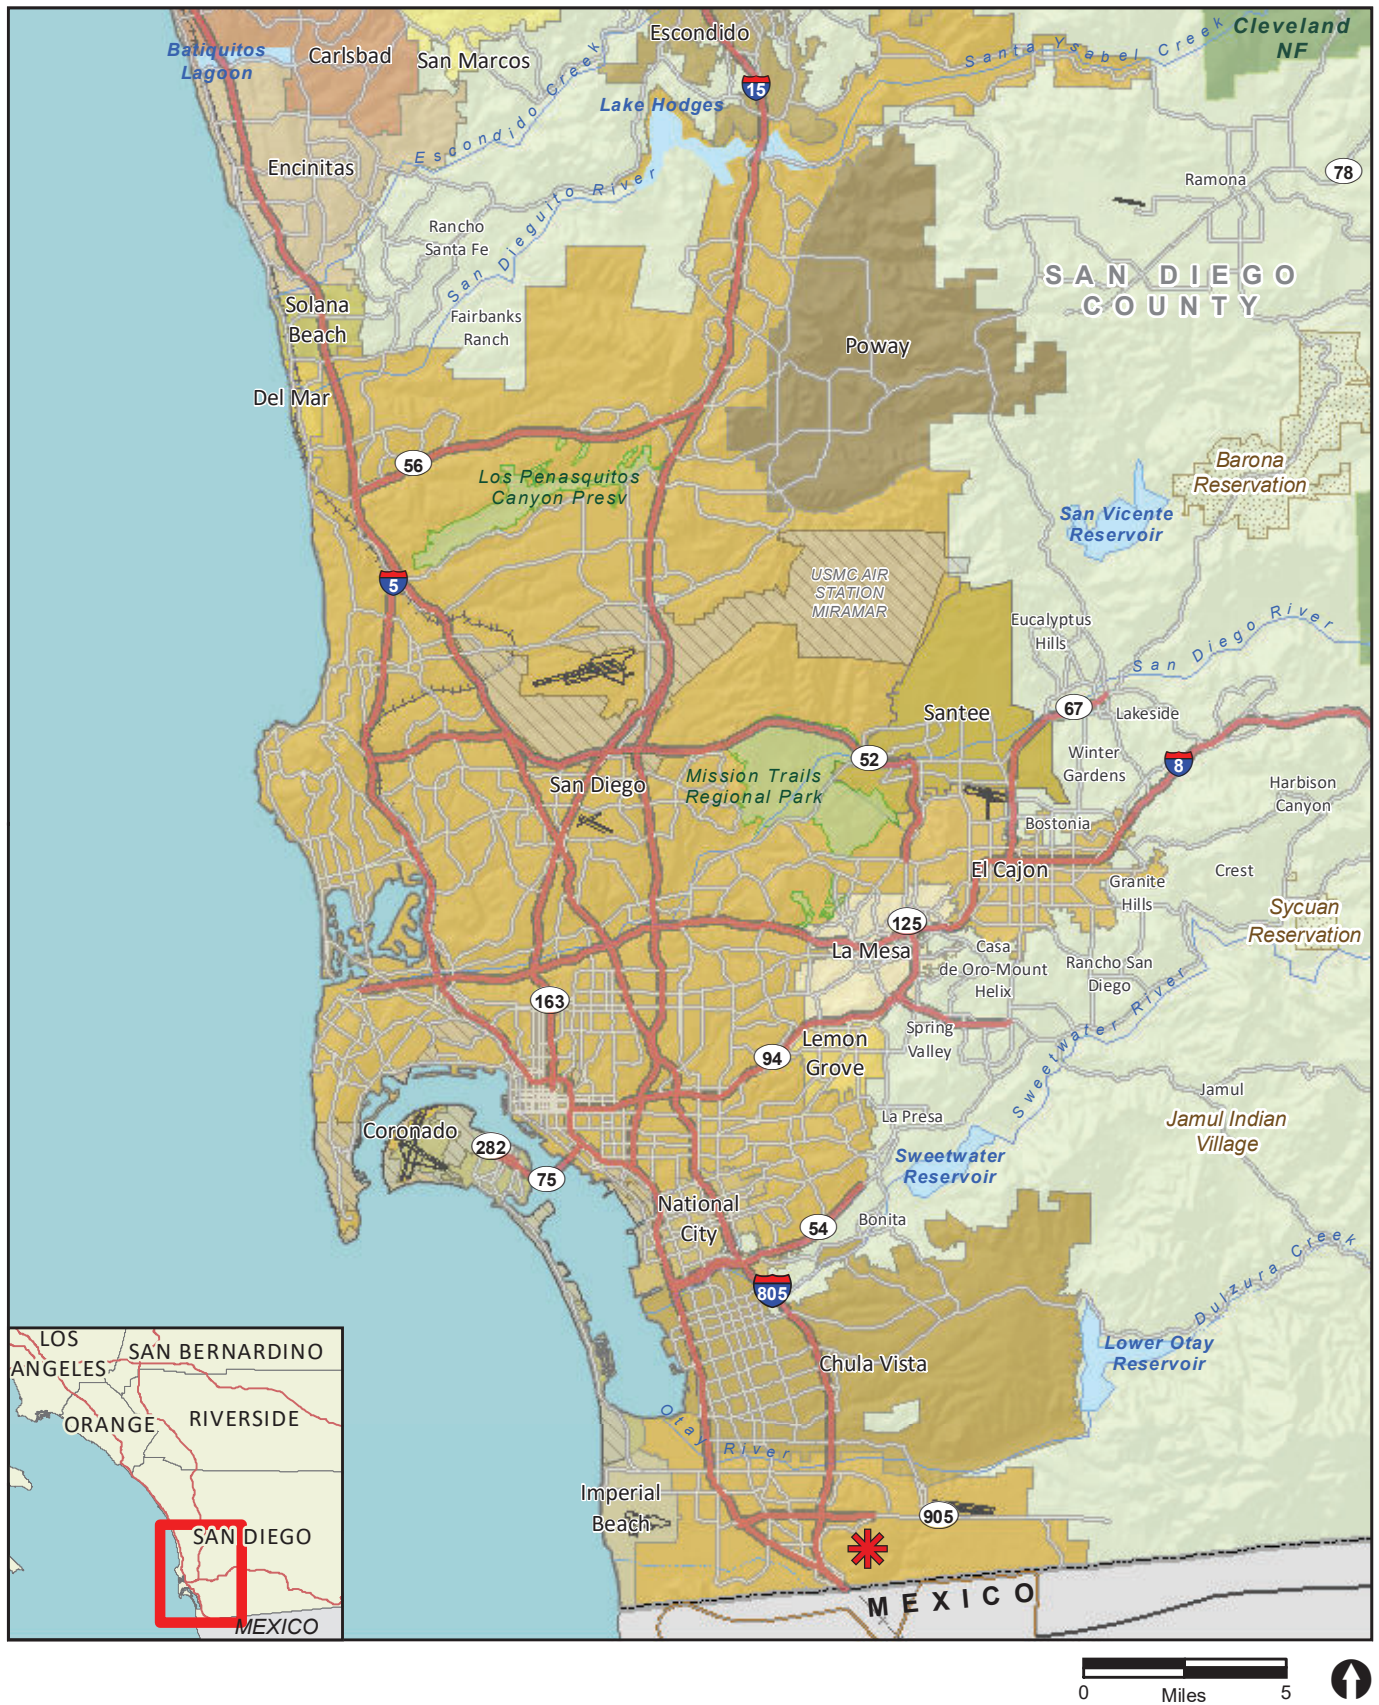 Escondido
Cleveland
NF
Batiquitos
Lagoon
Carlsbad
San Marcos
Santa Ysabel Creek
15
Lake Hodges
Escondido Creek
Encinitas
78
Ramona
San Dieguito River
Rancho
Santa Fe
SAN DIEGO
COUNTY
Solana
Beach
Fairbanks
Ranch
Poway
Del Mar
56
Los Penasquitos
Canyon Presv
Barona
Reservation
San Vicente
Reservoir
5
USMC AIR
STATION
MIRAMAR
Eucalyptus
Hills
San Diego River
67
Santee
Lakeside
52
Winter
Gardens
8
San Diego
Mission Trails
Regional Park
Harbison
Canyon
Bostonia
El Cajon
Granite
Hills
Crest
125
Sycuan
Reservation
La Mesa
Casa
de Oro-Mount
Helix
Rancho San
Diego
163
Spring
Valley
Lemon
Grove
94
Sweetwater River
Jamul
La Presa
Jamul Indian
Village
Coronado
282
75
Sweetwater
Reservoir
National
City
54
Bonita
805
Dulzura Creek
Lower Otay
Reservoir
Chula Vista
Otay River
Imperial
Beach
905
MEXICO
LOS
ANGELES
SAN BERNARDINO
ORANGE
RIVERSIDE
SAN DIEGO
MEXICO
0
Miles
5